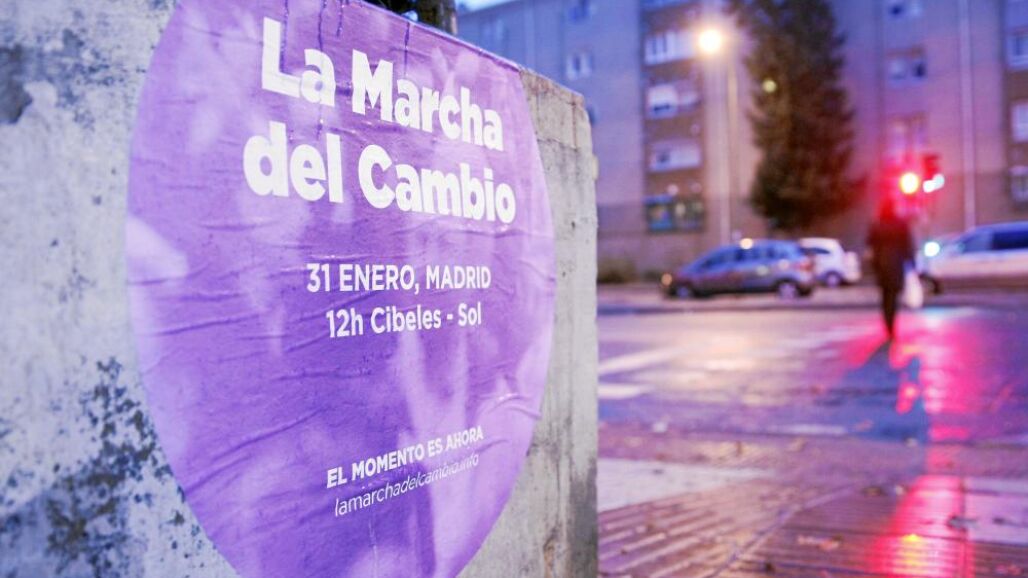 La Marcha
del Cambio
31 ENERO, MADRID
12h Cibeles - Sol
EL MOMENTO ES AHORA
lamarchadelcambio.info